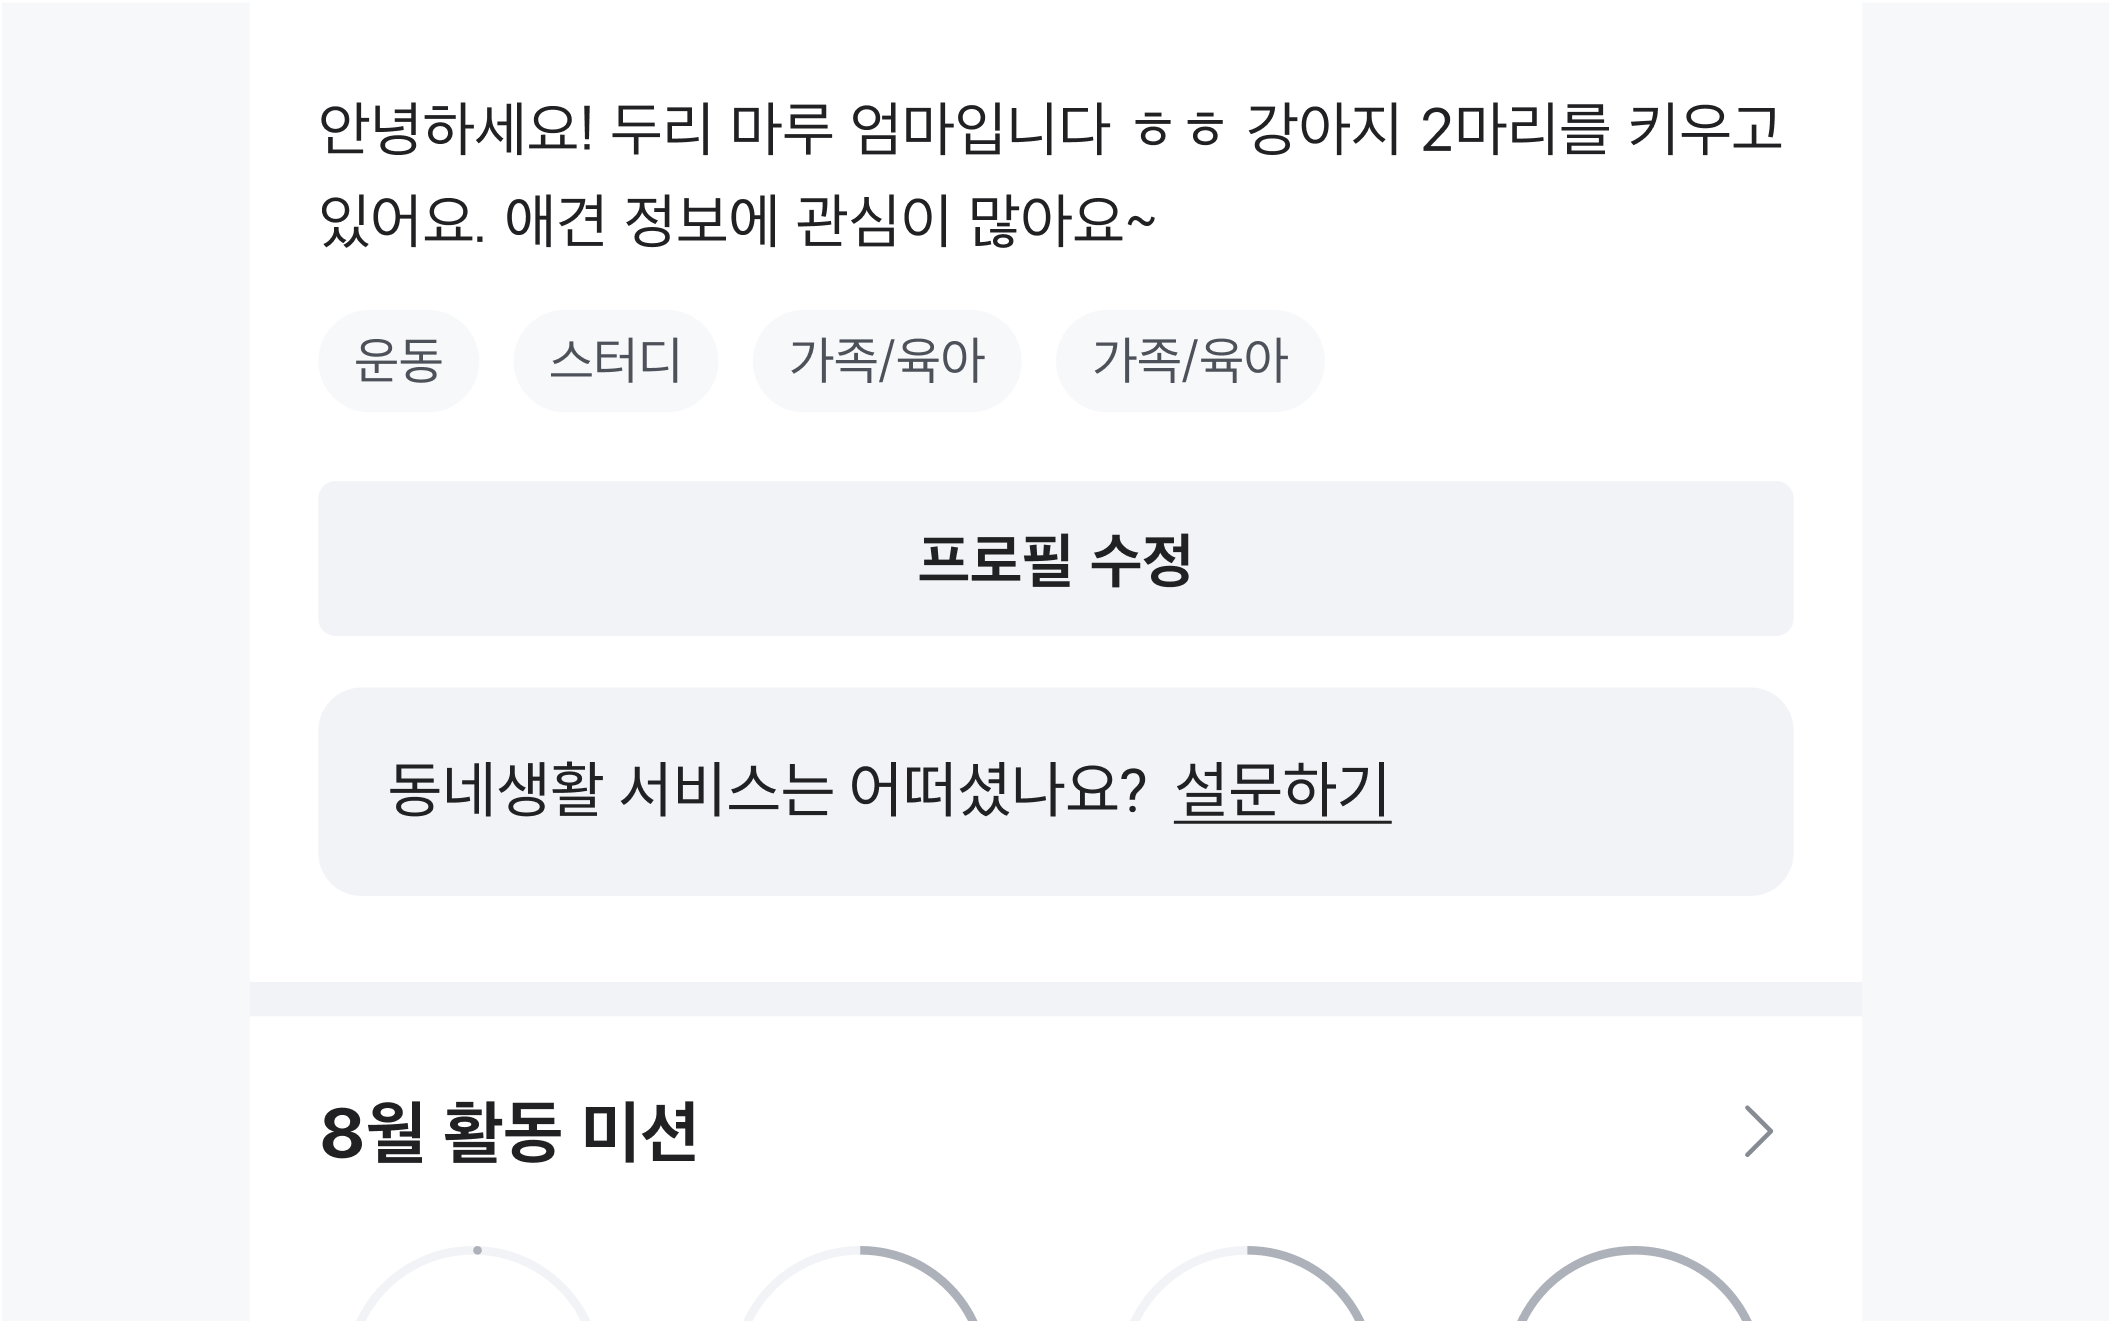 안녕하세요! 두리 마루 엄마입니다 ㅎㅎ 강아지 2마리를 키우고
있어요. 애견 정보에 관심이 많아요~
운동 스터디 가족/육아 가족/육아
프로필 수정
동네생활 서비스는 어떠셨나요? 설문하기
8월 활동 미션